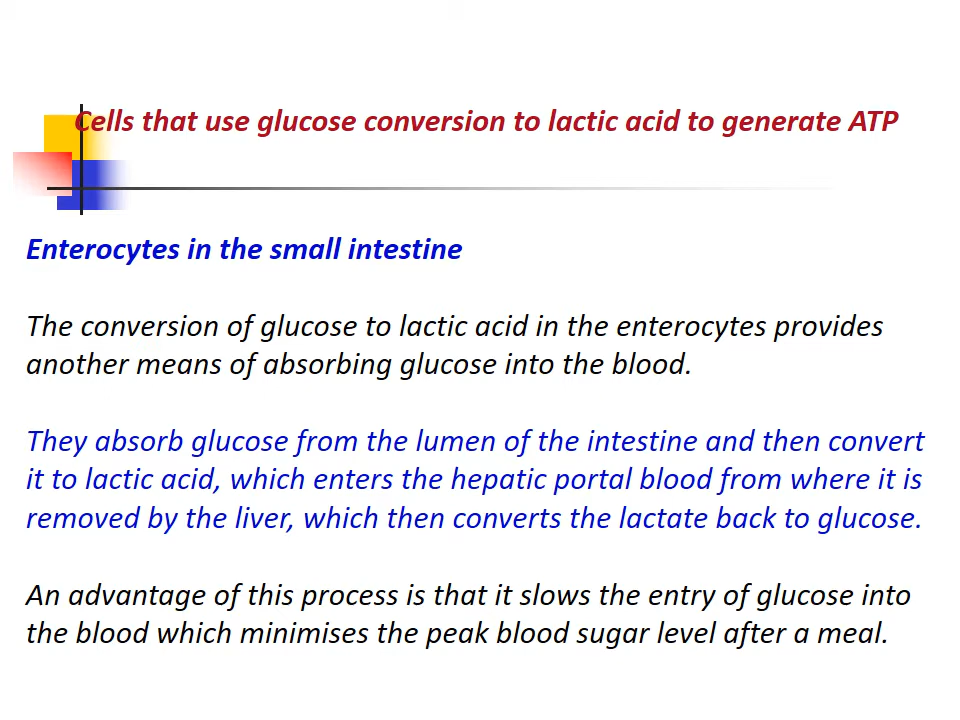 Cells that use glucose conversion to lactic acid to generate ATP
Enterocytes in the small intestine
The conversion of glucose to lactic acid in the enterocytes provides
another means of absorbing glucose into the blood.
They absorb glucose from the lumen of the intestine and then convert
it to lactic acid, which enters the hepatic portal blood from where it is
removed by the liver, which then converts the lactate back to glucose.
An advantage of this process is that it slows the entry of glucose into
the blood which minimises the peak blood sugar level after a meal.